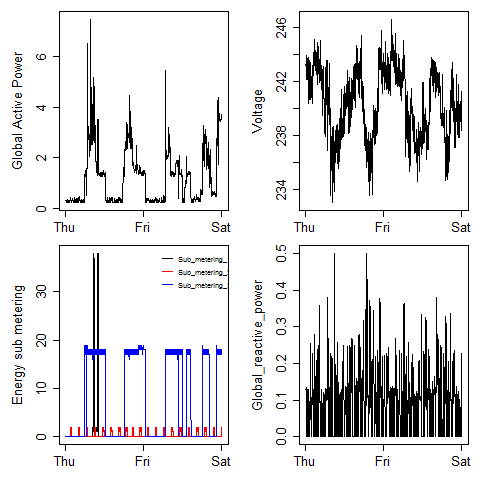 Global Active Power
0 2 4 6
Thu Fri Sat
Voltage
234 238 242 246
Thu Fri Sat
Energy sub metering
0 10 20 30
Thu Fri Sat
Sub_metering_
Sub_metering_
Sub_metering_
Global_reactive_power
0.0 0.1 0.2 0.3 0.4 0.5
Thu Fri Sat